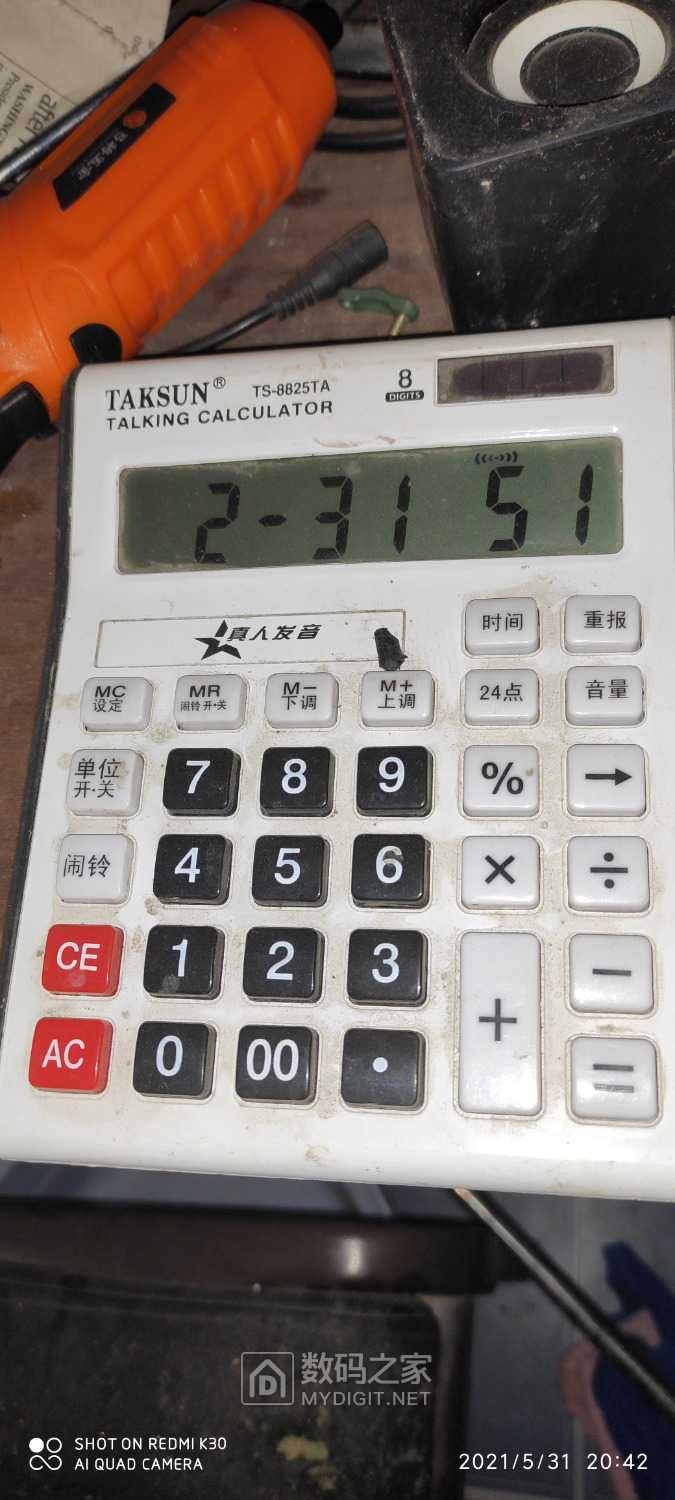 after
WASHINGTON
TAKSUN® TS-8825TA 8
DIGITS
TALKING CALCULATOR
2-31 51
真人发音
时间 重报
MC MR M- M+ 24点 音量
设定 闹铃开·关 下调 上调
单位 7 8 9 % →
开·关
闹铃 4 5 6 × ÷
CE 1 2 3 + −
AC 0 00 · =
数码之家
MYDIGIT.NET
SHOT ON REDMI K30
AI QUAD CAMERA
2021/5/31 20:42